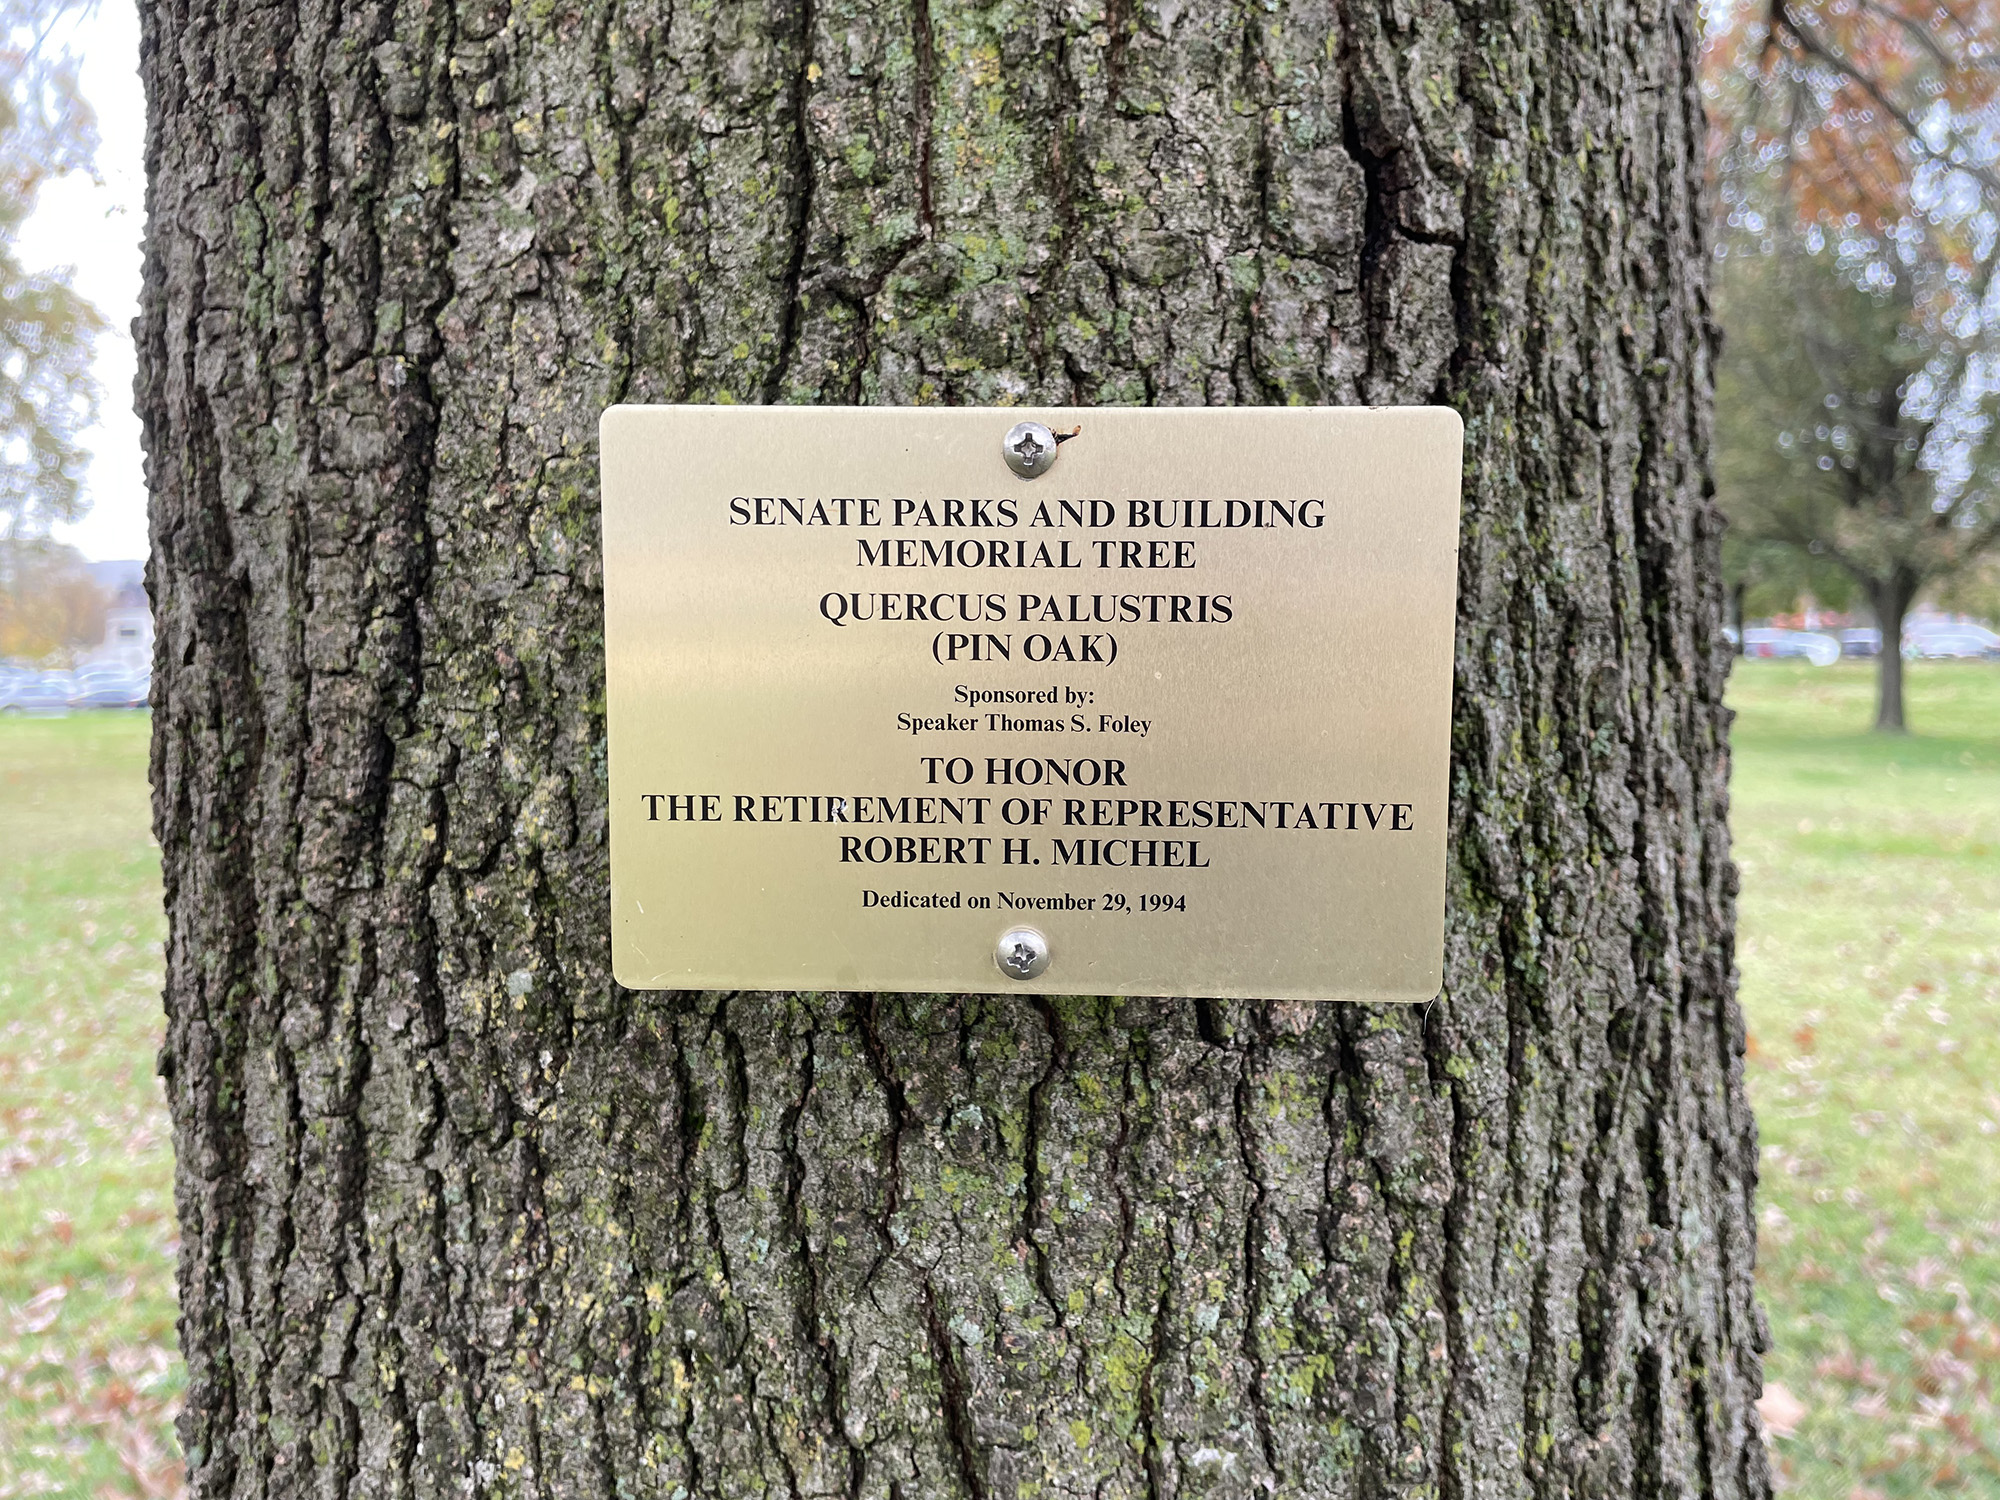 SENATE PARKS AND BUILDING
MEMORIAL TREE
QUERCUS PALUSTRIS
(PIN OAK)
Sponsored by:
Speaker Thomas S. Foley
TO HONOR
THE RETIREMENT OF REPRESENTATIVE
ROBERT H. MICHEL
Dedicated on November 29, 1994